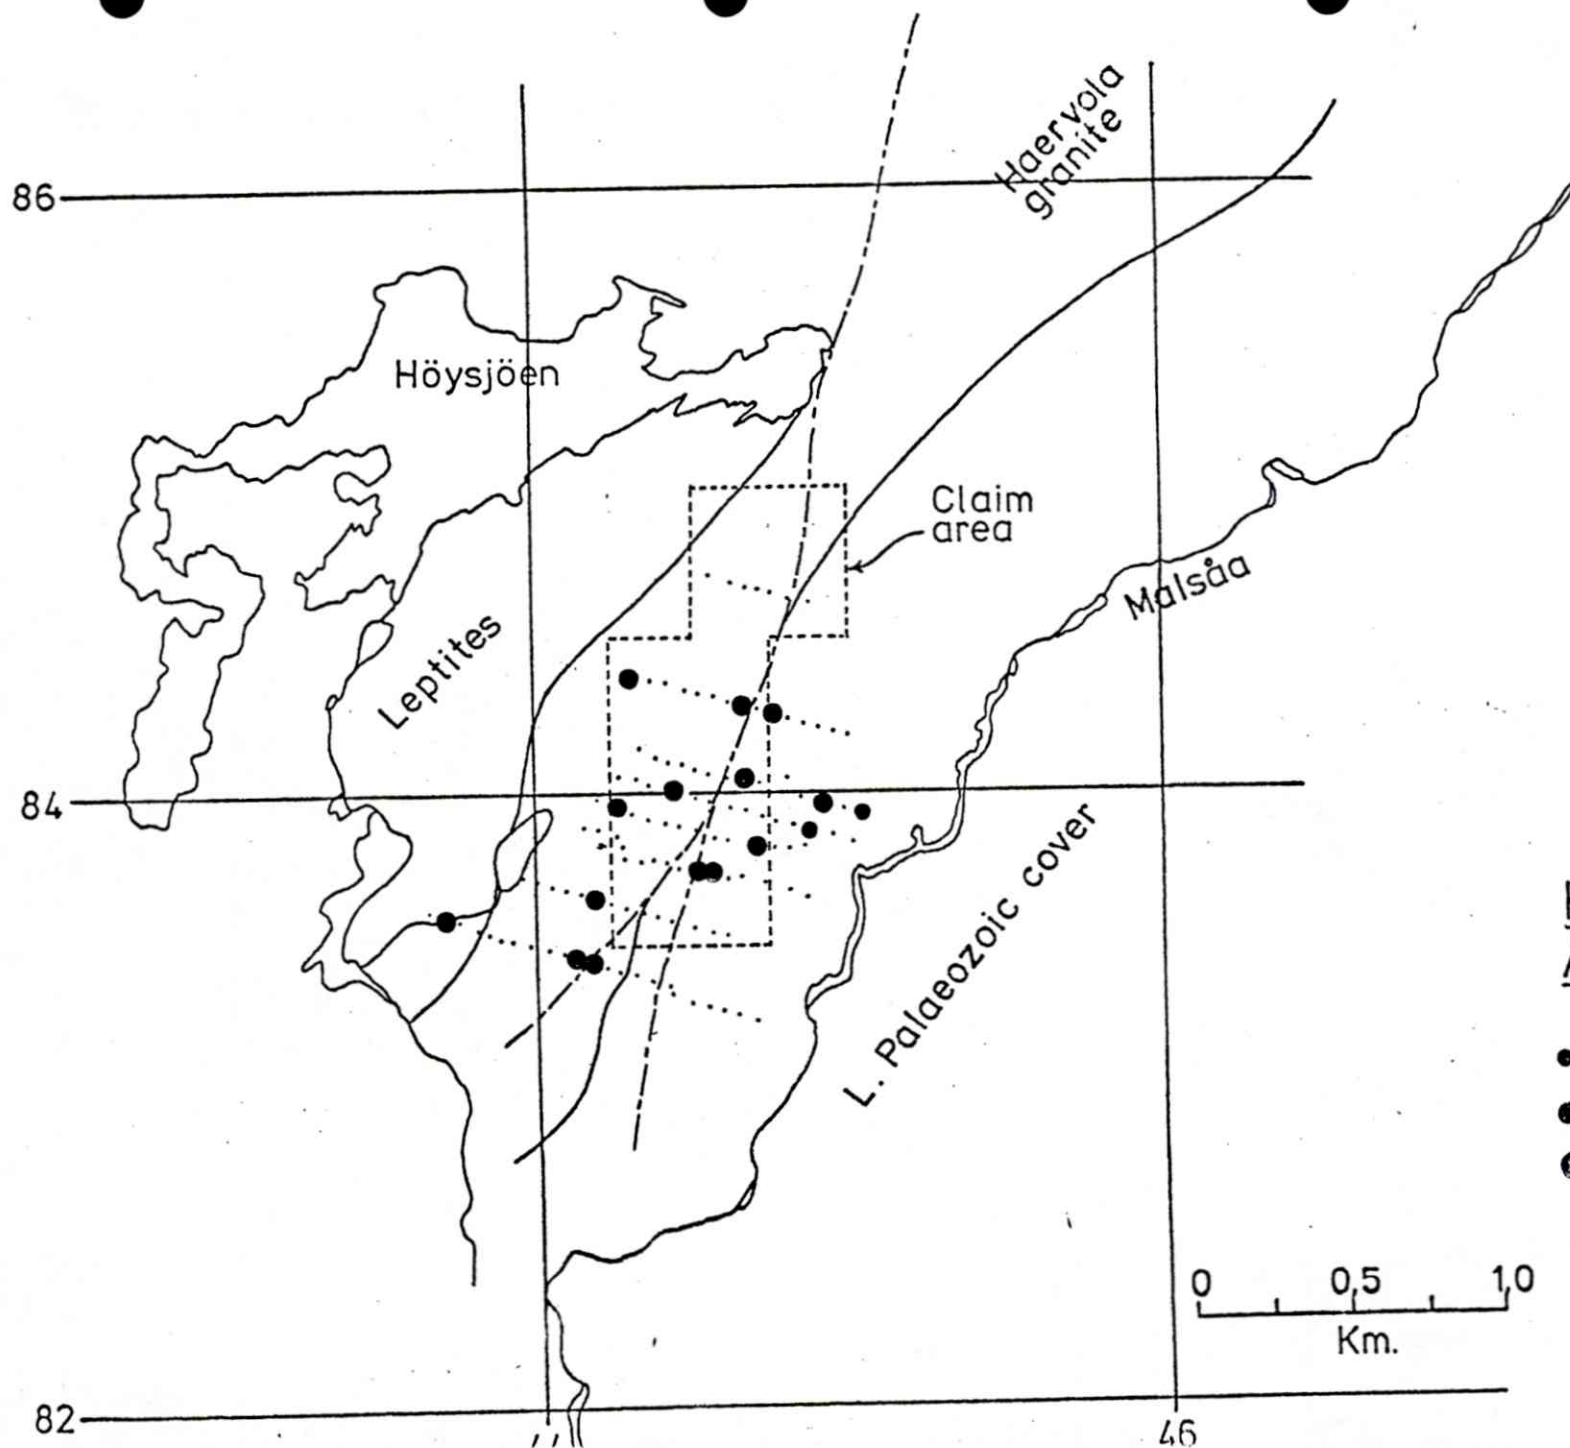 Haervola
granite
86
Höysjöen
Claim
area
Malsåa
Leptites
84
L. Palaeozoic cover
0 0,5 1,0
Km.
82
46